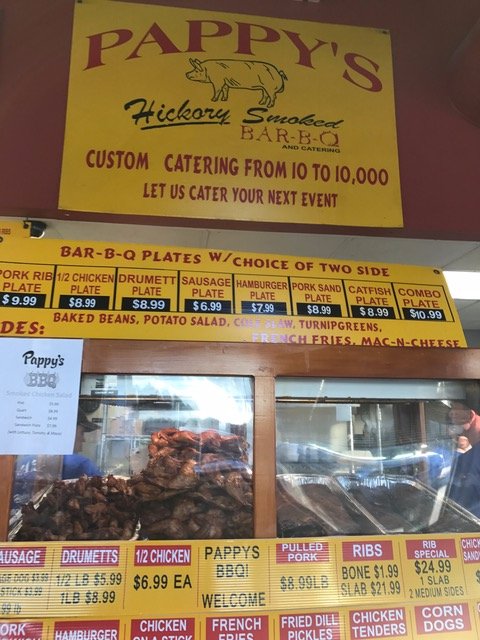 PAPPY'S
Hickory Smoked
BAR-B-Q
AND CATERING
CUSTOM CATERING FROM 10 TO 10,000
LET US CATER YOUR NEXT EVENT
BAR-B-Q PLATES W/CHOICE OF TWO SIDE
PORK RIB PLATE $9.99
1/2 CHICKEN PLATE $8.99
DRUMETT PLATE $8.99
SAUSAGE PLATE $6.99
HAMBURGER PLATE $7.99
PORK SAND PLATE $8.99
CATFISH PLATE $8.99
COMBO PLATE $10.99
DES:
BAKED BEANS, POTATO SALAD, SLAW, TURNIPGREENS,
FRENCH FRIES, MAC-N-CHEESE
Pappy's
BBQ
Smoked Chicken Salad
AUSAGE
$3.99
STICK $3.99
DRUMETTS
1/2 LB $5.99
1LB $8.99
1/2 CHICKEN
$6.99 EA
PAPPYS
BBQ!
WELCOME
PULLED
PORK
$8.99LB
RIBS
BONE $1.99
SLAB $21.99
RIB
SPECIAL
$24.99
1 SLAB
2 MEDIUM SIDES
HAMBURGER
CHICKEN
ON A STICK
FRENCH
FRIES
FRIED DILL
PICKLES
CHICKEN
TENDERS
CORN
DOGS